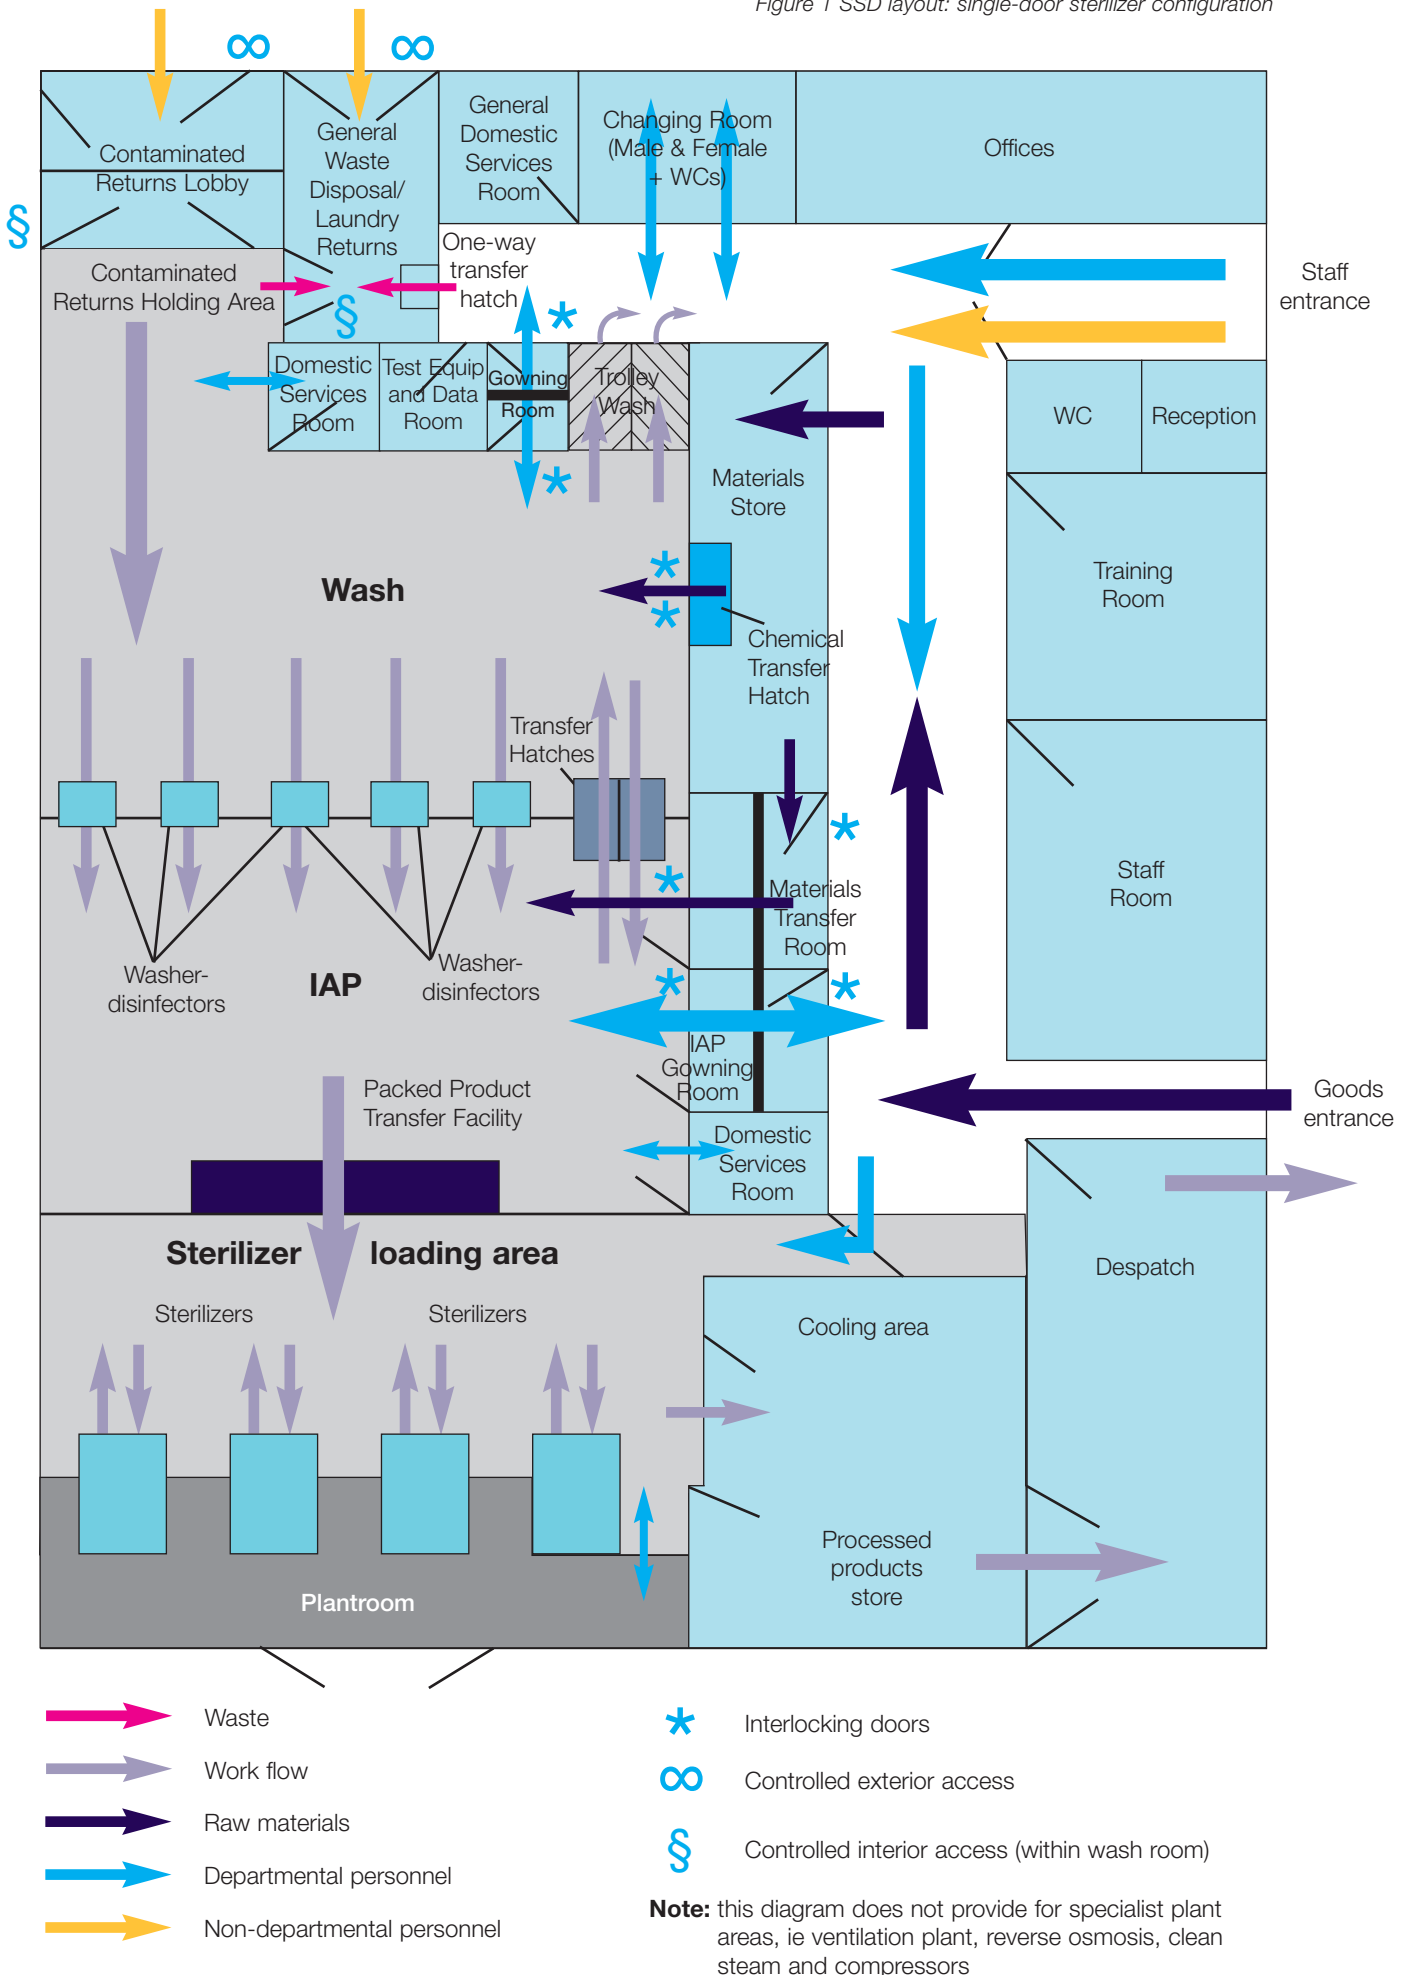 Figure 1 SSD layout: single-door sterilizer configuration
∞
∞
Contaminated
Returns Lobby
General
Waste
Disposal/
Laundry
Returns
General
Domestic
Services
Room
Changing Room
(Male & Female
+ WCs)
Offices
§
Contaminated
Returns Holding Area
§
One-way
transfer
hatch
*
Staff
entrance
Domestic
Services
Room
Test Equip
and Data
Room
Gowning
Room
Trolley
Wash
*
WC
Reception
Materials
Store
Training
Room
Wash
*
*
Chemical
Transfer
Hatch
Transfer
Hatches
*
*
Materials
Transfer
Room
Staff
Room
Washer-
disinfectors
IAP
Washer-
disinfectors
*
*
IAP
Gowning
Room
Packed Product
Transfer Facility
Goods
entrance
Domestic
Services
Room
Sterilizer loading area
Despatch
Sterilizers
Sterilizers
Cooling area
Processed
products
store
Plantroom
Waste
Work flow
Raw materials
Departmental personnel
Non-departmental personnel
* Interlocking doors
∞ Controlled exterior access
§ Controlled interior access (within wash room)
Note: this diagram does not provide for specialist plant
areas, ie ventilation plant, reverse osmosis, clean
steam and compressors